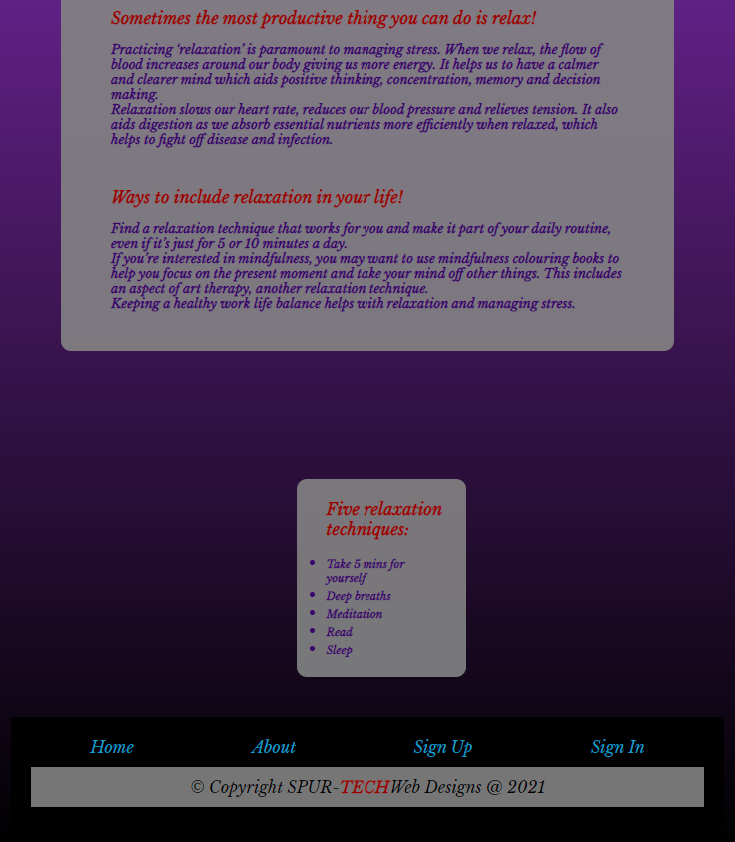 Sometimes the most productive thing you can do is relax!
Practicing ‘relaxation’ is paramount to managing stress. When we relax, the flow of
blood increases around our body giving us more energy. It helps us to have a calmer
and clearer mind which aids positive thinking, concentration, memory and decision
making.
Relaxation slows our heart rate, reduces our blood pressure and relieves tension. It also
aids digestion as we absorb essential nutrients more efficiently when relaxed, which
helps to fight off disease and infection.
Ways to include relaxation in your life!
Find a relaxation technique that works for you and make it part of your daily routine,
even if it’s just for 5 or 10 minutes a day.
If you’re interested in mindfulness, you may want to use mindfulness colouring books to
help you focus on the present moment and take your mind off other things. This includes
an aspect of art therapy, another relaxation technique.
Keeping a healthy work life balance helps with relaxation and managing stress.
Five relaxation
techniques:
Take 5 mins for
yourself
Deep breaths
Meditation
Read
Sleep
Home About Sign Up Sign In
© Copyright SPUR-TECHWeb Designs @ 2021